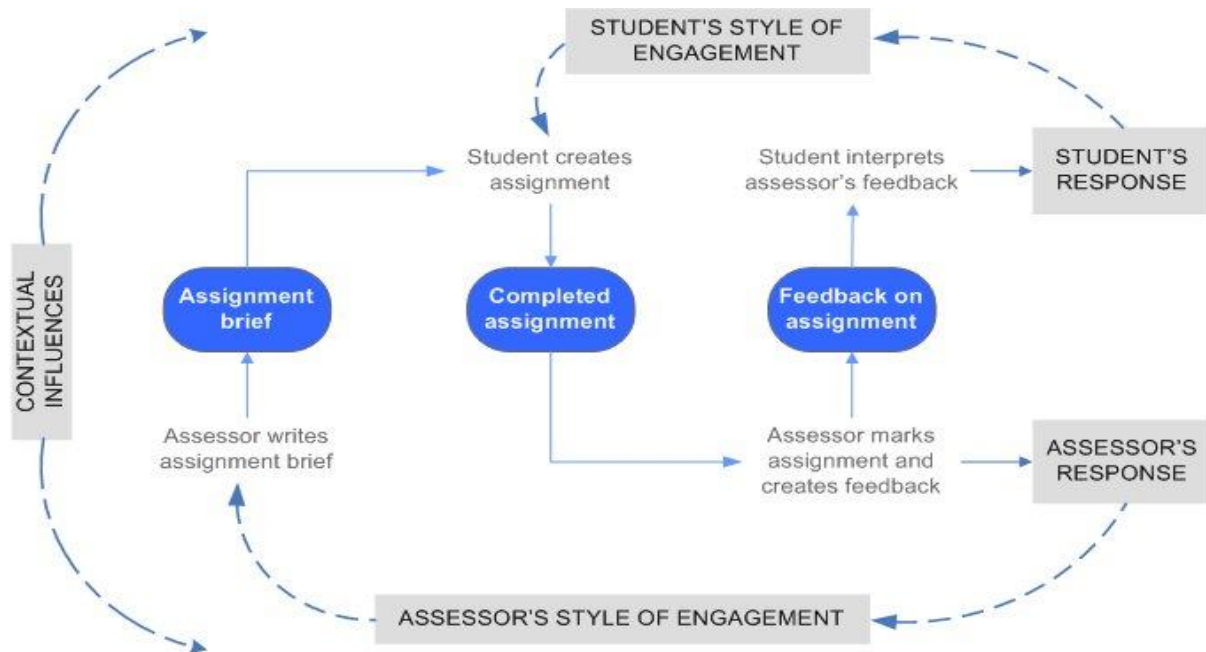 STUDENT'S STYLE OF
ENGAGEMENT
Student creates
assignment
Student interprets
assessor's feedback
STUDENT'S
RESPONSE
CONTEXTUAL
INFLUENCES
Assignment
brief
Completed
assignment
Feedback on
assignment
Assessor writes
assignment brief
Assessor marks
assignment and
creates feedback
ASSESSOR'S
RESPONSE
ASSESSOR'S STYLE OF ENGAGEMENT